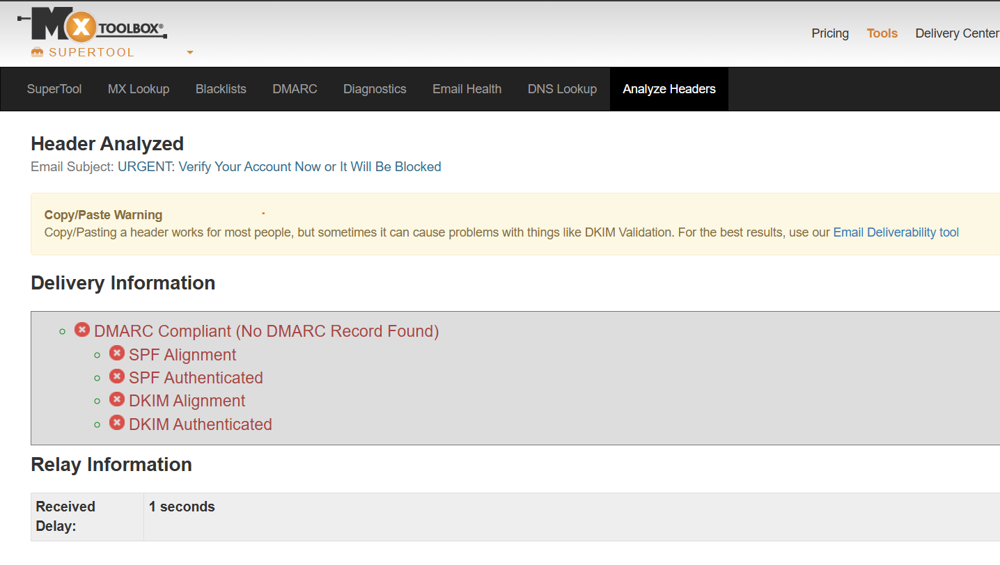 MX TOOLBOX®
SUPERTOOL
Pricing Tools Delivery Center
SuperTool MX Lookup Blacklists DMARC Diagnostics Email Health DNS Lookup Analyze Headers
Header Analyzed
Email Subject: URGENT: Verify Your Account Now or It Will Be Blocked
Copy/Paste Warning
Copy/Pasting a header works for most people, but sometimes it can cause problems with things like DKIM Validation. For the best results, use our Email Deliverability tool
Delivery Information
DMARC Compliant (No DMARC Record Found)
SPF Alignment
SPF Authenticated
DKIM Alignment
DKIM Authenticated
Relay Information
Received 1 seconds
Delay: